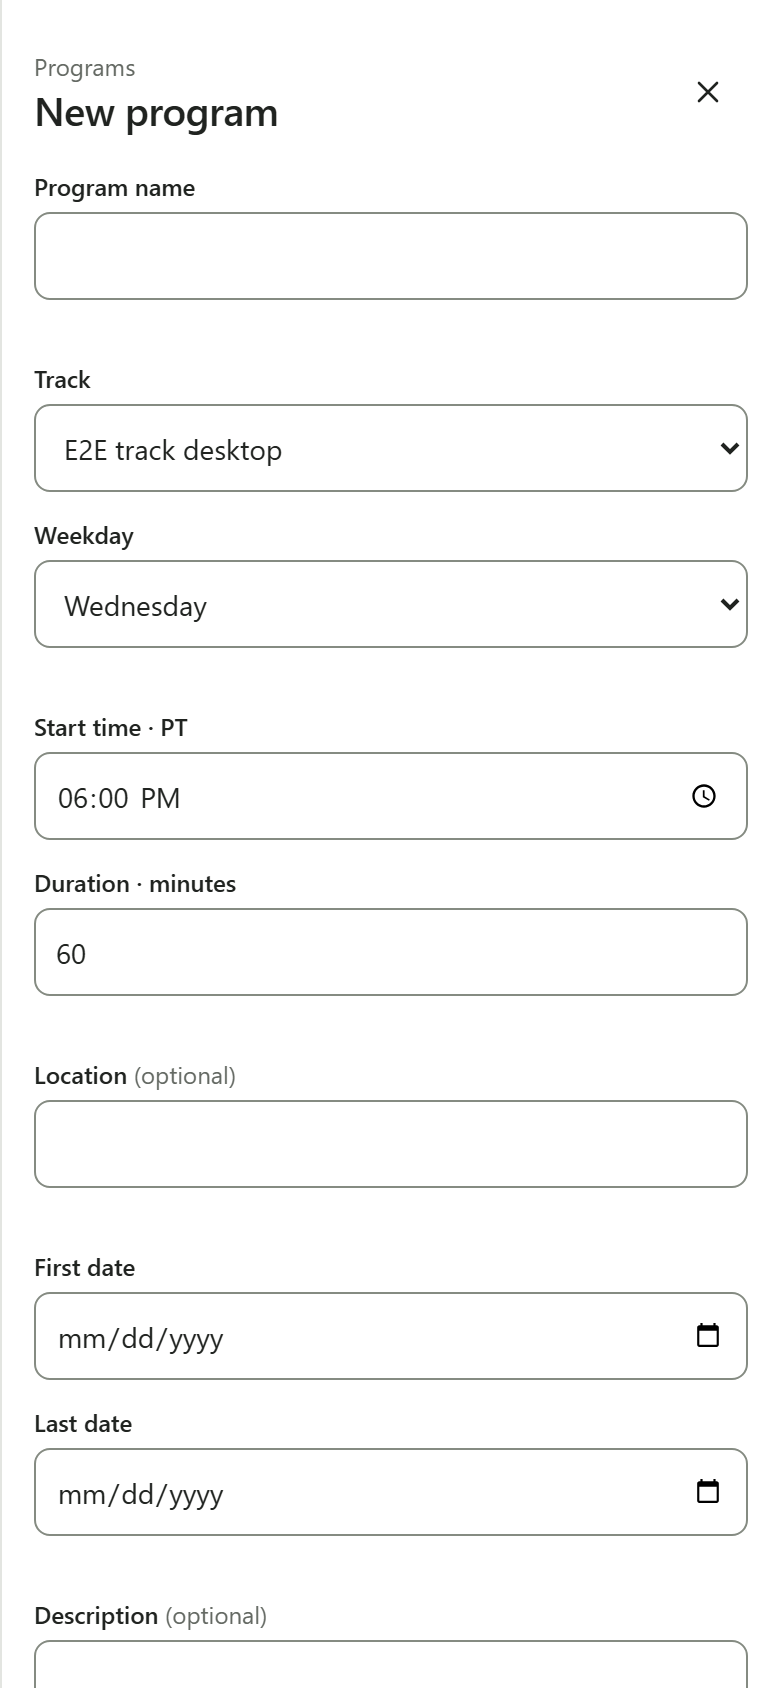 Programs
New program
Program name
Track
E2E track desktop
Weekday
Wednesday
Start time · PT
06:00 PM
Duration · minutes
60
Location (optional)
First date
mm/dd/yyyy
Last date
mm/dd/yyyy
Description (optional)